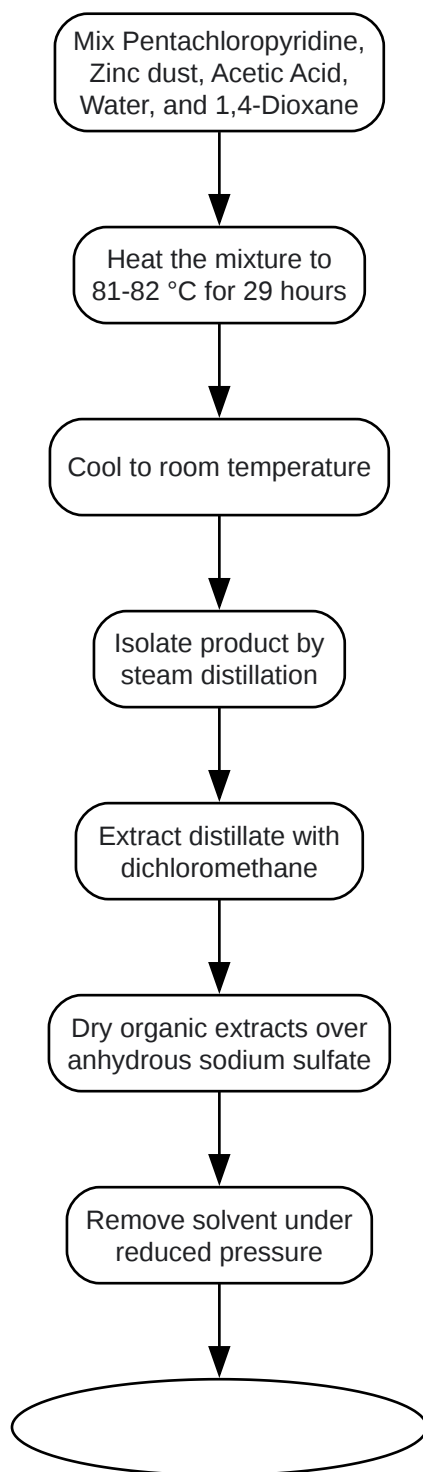 Mix Pentachloropyridine,
Zinc dust, Acetic Acid,
Water, and 1,4-Dioxane
Heat the mixture to
81-82 °C for 29 hours
Cool to room temperature
Isolate product by
steam distillation
Extract distillate with
dichloromethane
Dry organic extracts over
anhydrous sodium sulfate
Remove solvent under
reduced pressure